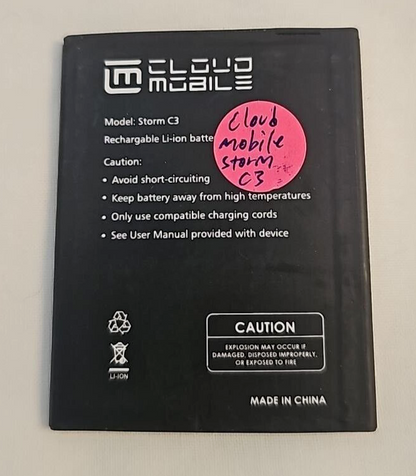 CLOUD
MOBILE
Model: Storm C3
Rechargable Li-ion batte
Cloud
mobile
storm
C3
Caution:
• Avoid short-circuiting
• Keep battery away from high temperatures
• Only use compatible charging cords
• See User Manual provided with device
CAUTION
EXPLOSION MAY OCCUR IF
DAMAGED, DISPOSED IMPROPERLY,
OR EXPOSED TO FIRE
LI-ION
MADE IN CHINA